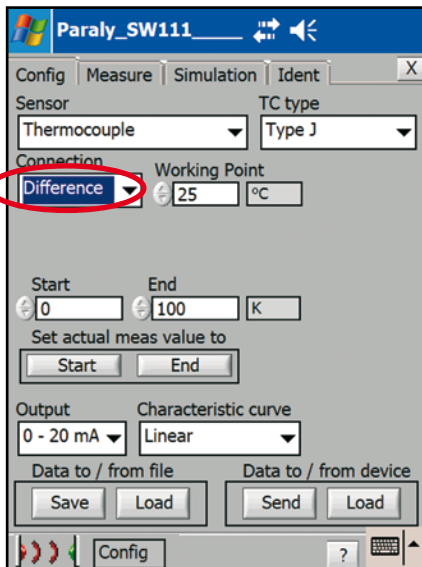 Paraly_SW111____
Config Measure Simulation Ident X
Sensor TC type
Thermocouple Type J
Connection Working Point
Difference 25 °C
Start End
0 100 K
Set actual meas value to
Start End
Output Characteristic curve
0 - 20 mA Linear
Data to / from file Data to / from device
Save Load Send Load
Config ?